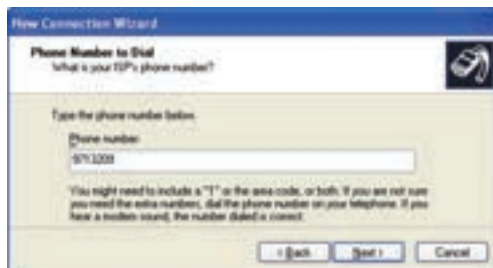 New Connection Wizard
Phone Number to Dial
What is your ISP's phone number?
Type the phone number below.
Phone number:
9713209
You might need to include a "1" or the area code, or both. If you are not sure
you need the extra numbers, dial the phone number on your telephone. If you
hear a modem sound, the number dialed is correct.
< Back
Next >
Cancel